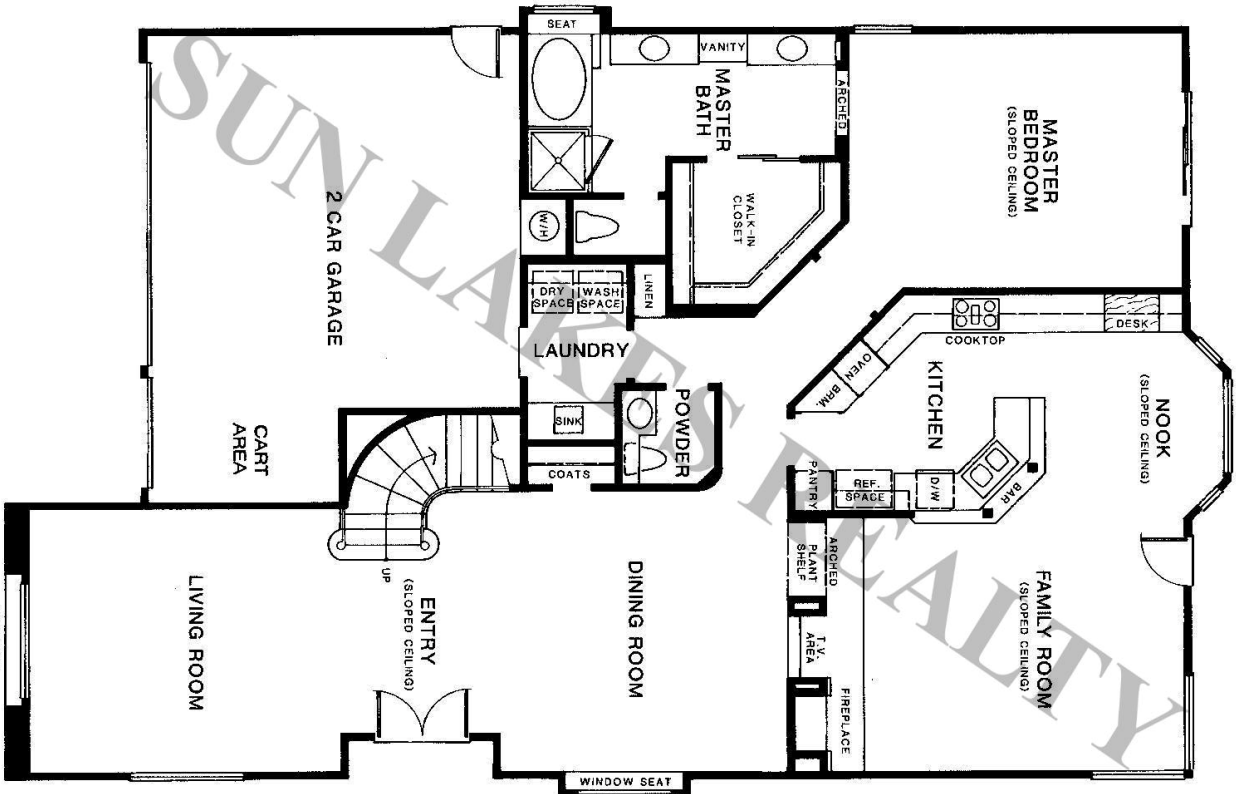 SEAT
VANITY
MASTER
BATH
ARCHED
MASTER
BEDROOM
(SLOPED CEILING)
2 CAR GARAGE
WALK-IN
CLOSET
W/H
DRY
SPACE
WASH
SPACE
LINEN
LAUNDRY
COOKTOP
DESK
OVEN
BRM.
KITCHEN
NOOK
(SLOPED CEILING)
SINK
POWDER
COATS
CART
AREA
PANTRY
REF.
SPACE
D/W
BAR
ARCHED
PLANT
SHELF
UP
ENTRY
(SLOPED CEILING)
LIVING ROOM
DINING ROOM
T.V.
AREA
FAMILY ROOM
(SLOPED CEILING)
FIREPLACE
WINDOW SEAT
SUN LAKES REALTY